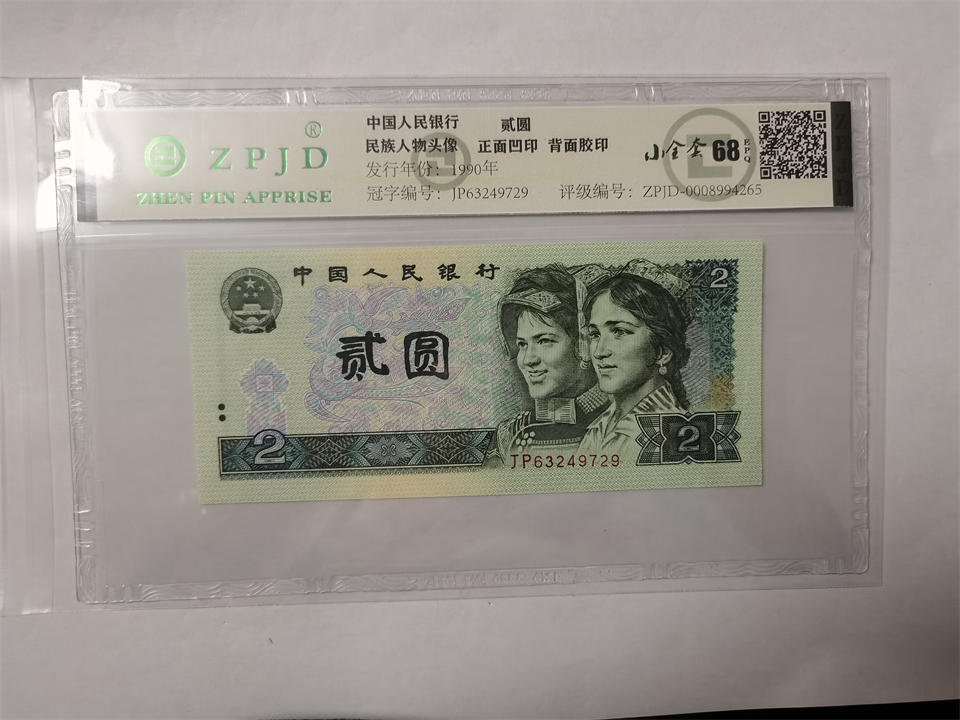 ® ZPJD
ZHEN PIN APPRISE
中国人民银行 贰圆
民族人物头像 正面凹印 背面胶印
发行年份：1990年
冠字编号：JP63249729 评级编号：ZPJD-0008994265
小全套 68 EPQ
中国人民银行
2
贰圆
2
JP63249729
2